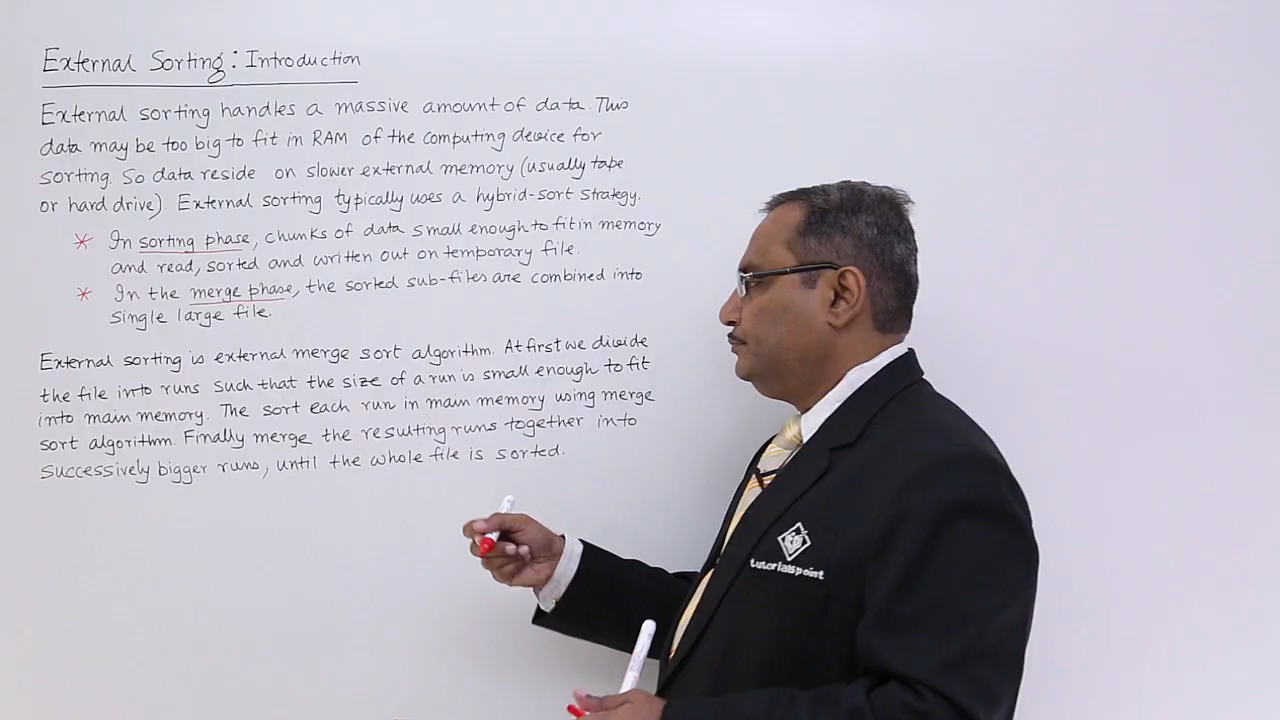 External Sorting: Introduction
External sorting handles a massive amount of data. This
data may be too big to fit in RAM of the computing device for
sorting. So data reside on slower external memory (usually tape
or hard drive) External sorting typically uses a hybrid-sort strategy.
* In sorting phase, chunks of data small enough to fit in memory
and read, sorted and written out on temporary file.
* In the merge phase, the sorted sub-files are combined into
single large file.
External sorting is external merge sort algorithm. At first we divide
the file into runs such that the size of a run is small enough to fit
into main memory. The sort each run in main memory using merge
sort algorithm. Finally merge the resulting runs together into
successively bigger runs, until the whole file is sorted.
tutorialspoint